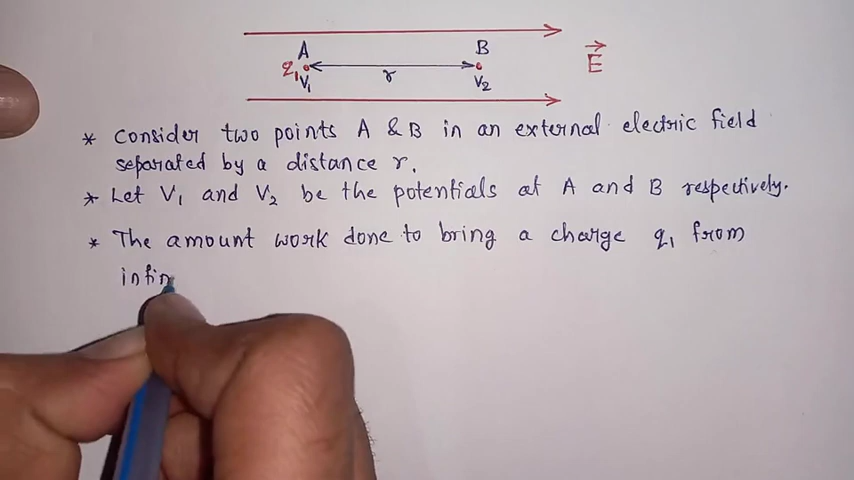 A B
q₁ r E
V₁ V₂
* Consider two points A & B in an external electric field
separated by a distance r.
* Let V₁ and V₂ be the potentials at A and B respectively.
* The amount work done to bring a charge q₁ from
infin